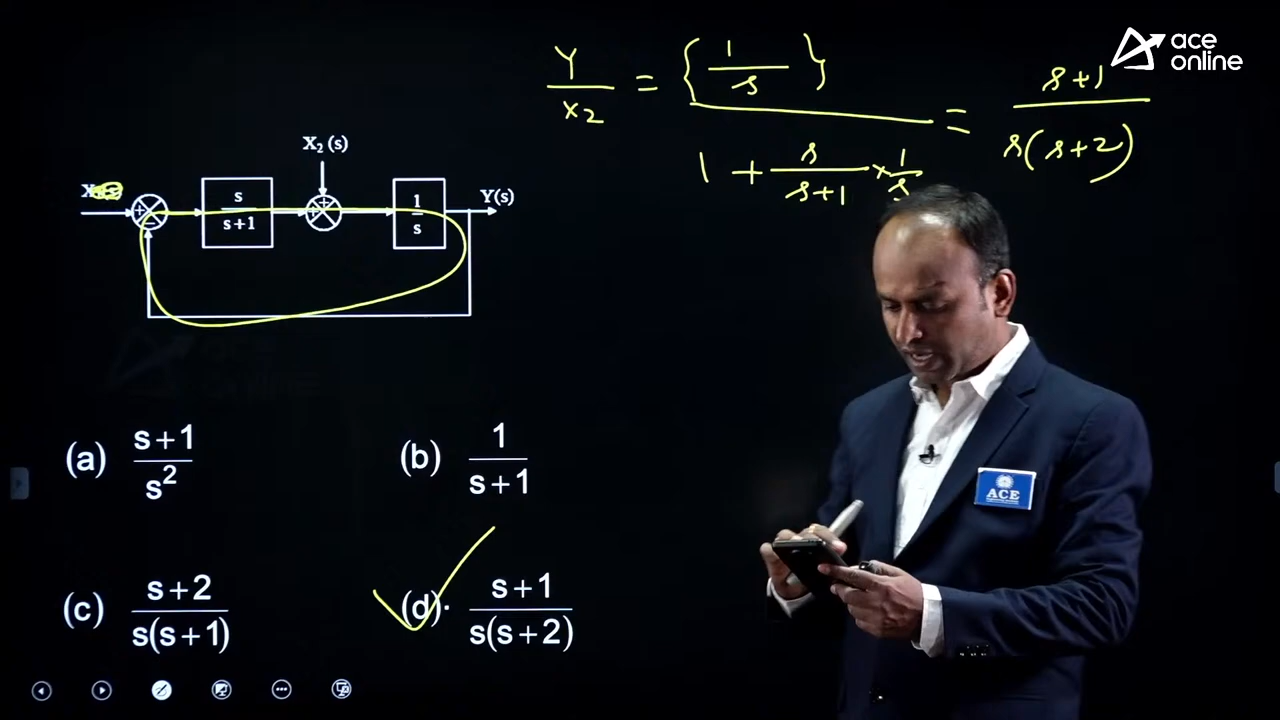 ace
online
Y/X2 = {1/s} / (1 + s/(s+1) × 1/s) = (s+1)/(s(s+2))
X₂ (s)
s/(s+1)
1/s
Y(s)
+
−
+
+
(a) (s+1)/s²
(b) 1/(s+1)
(c) (s+2)/(s(s+1))
(d). (s+1)/(s(s+2))
ACE